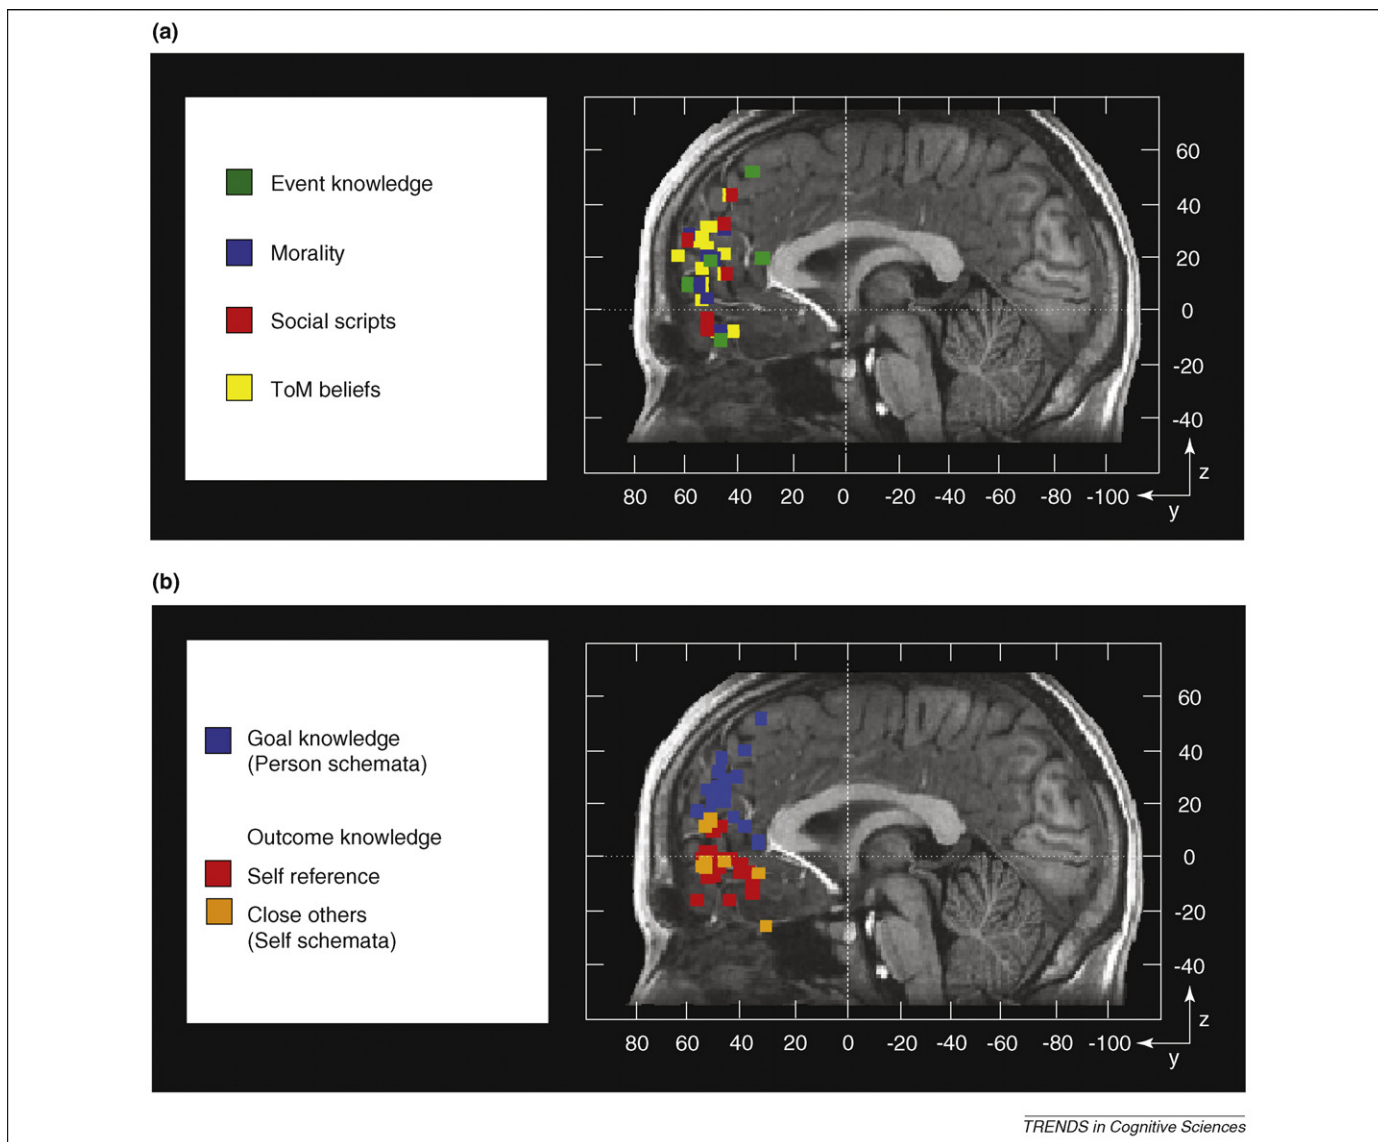 (a)
Event knowledge
Morality
Social scripts
ToM beliefs
60
40
20
0
-20
-40
z
80 60 40 20 0 -20 -40 -60 -80 -100
y
(b)
Goal knowledge
(Person schemata)
Outcome knowledge
Self reference
Close others
(Self schemata)
60
40
20
0
-20
-40
z
80 60 40 20 0 -20 -40 -60 -80 -100
y
TRENDS in Cognitive Sciences